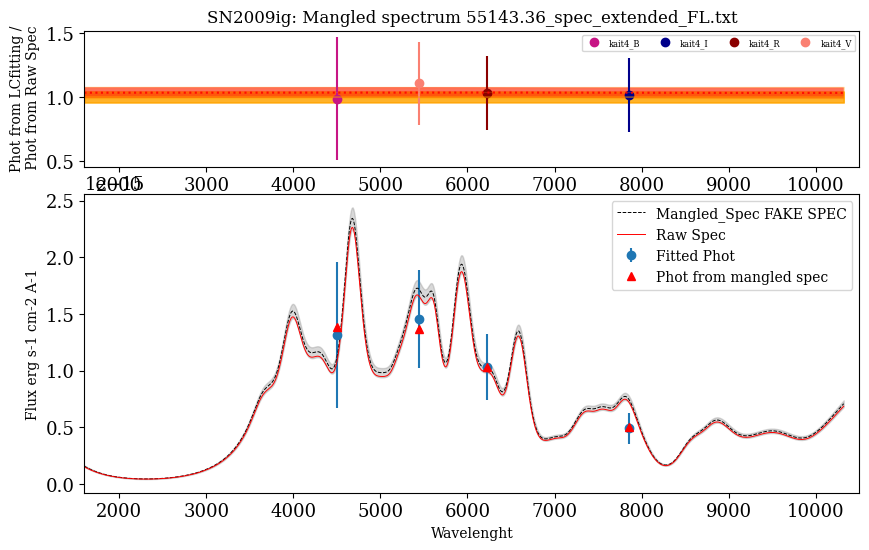 SN2009ig: Mangled spectrum 55143.36_spec_extended_FL.txt
Phot from LCfitting /
Phot from Raw Spec
1.5
1.0
0.5
kait4_B kait4_I kait4_R kait4_V
2000 3000 4000 5000 6000 7000 8000 9000 10000
1e−15
Flux erg s-1 cm-2 A-1
2.5
2.0
1.5
1.0
0.5
0.0
Mangled_Spec FAKE SPEC
Raw Spec
Fitted Phot
Phot from mangled spec
2000 3000 4000 5000 6000 7000 8000 9000 10000
Wavelenght